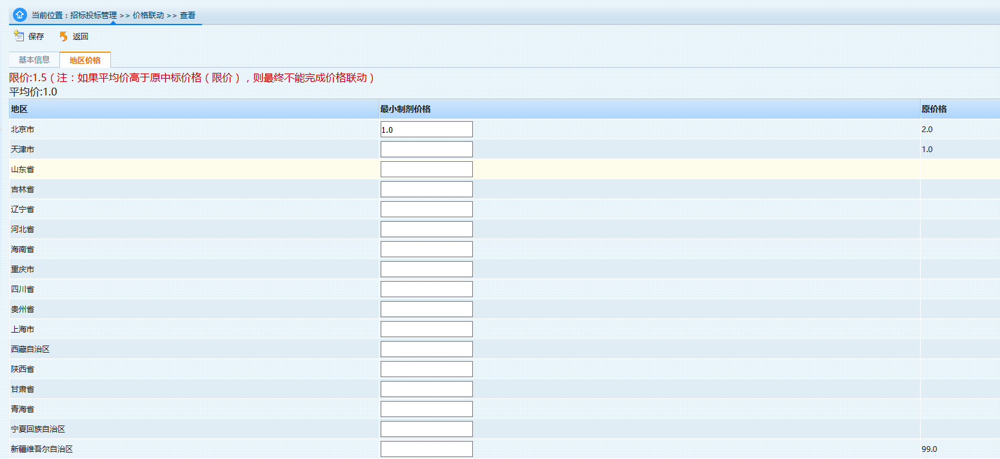 当前位置：招标投标管理 >> 价格联动 >> 查看
保存 返回
基本信息 地区价格
限价:1.5（注：如果平均价高于原中标价格（限价），则最终不能完成价格联动）
平均价:1.0
地区 最小制剂价格 原价格
北京市 1.0 2.0
天津市 1.0
山东省
吉林省
辽宁省
河北省
海南省
重庆市
四川省
贵州省
上海市
西藏自治区
陕西省
甘肃省
青海省
宁夏回族自治区
新疆维吾尔自治区 99.0